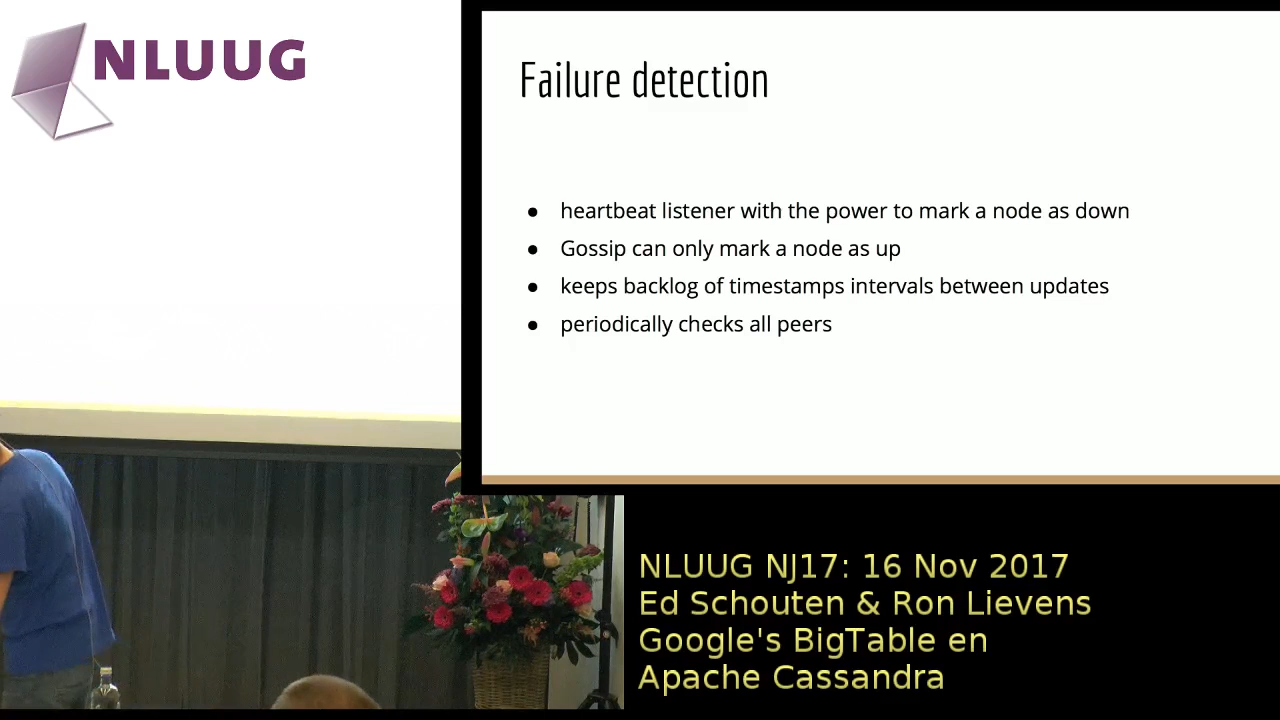 NLUUG
Failure detection
● heartbeat listener with the power to mark a node as down
● Gossip can only mark a node as up
● keeps backlog of timestamps intervals between updates
● periodically checks all peers
NLUUG NJ17: 16 Nov 2017
Ed Schouten & Ron Lievens
Google's BigTable en
Apache Cassandra